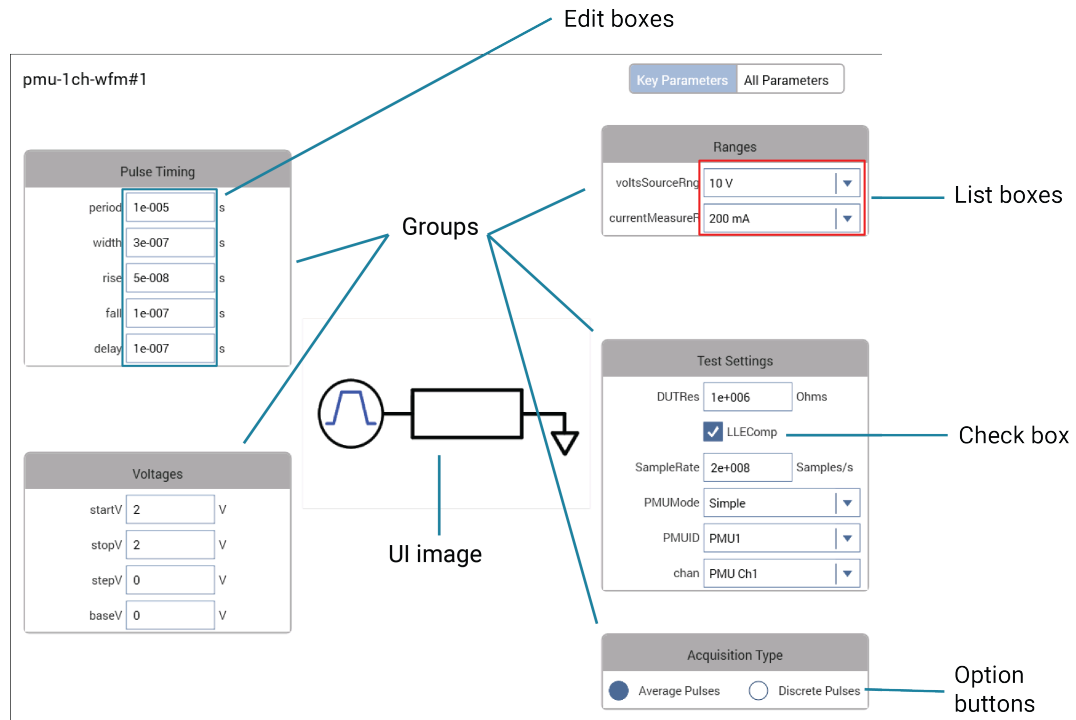 Edit boxes
pmu-1ch-wfm#1
Key Parameters All Parameters
Pulse Timing
period 1e-005 s
width 3e-007 s
rise 5e-008 s
fall 1e-007 s
delay 1e-007 s
Ranges
voltsSourceRng 10 V
currentMeasureR 200 mA
List boxes
Groups
Test Settings
DUTRes 1e+006 Ohms
LLEComp
Check box
SampleRate 2e+008 Samples/s
PMUMode Simple
PMUID PMU1
chan PMU Ch1
Voltages
startV 2 V
stopV 2 V
stepV 0 V
baseV 0 V
UI image
Acquisition Type
Average Pulses Discrete Pulses
Option
buttons